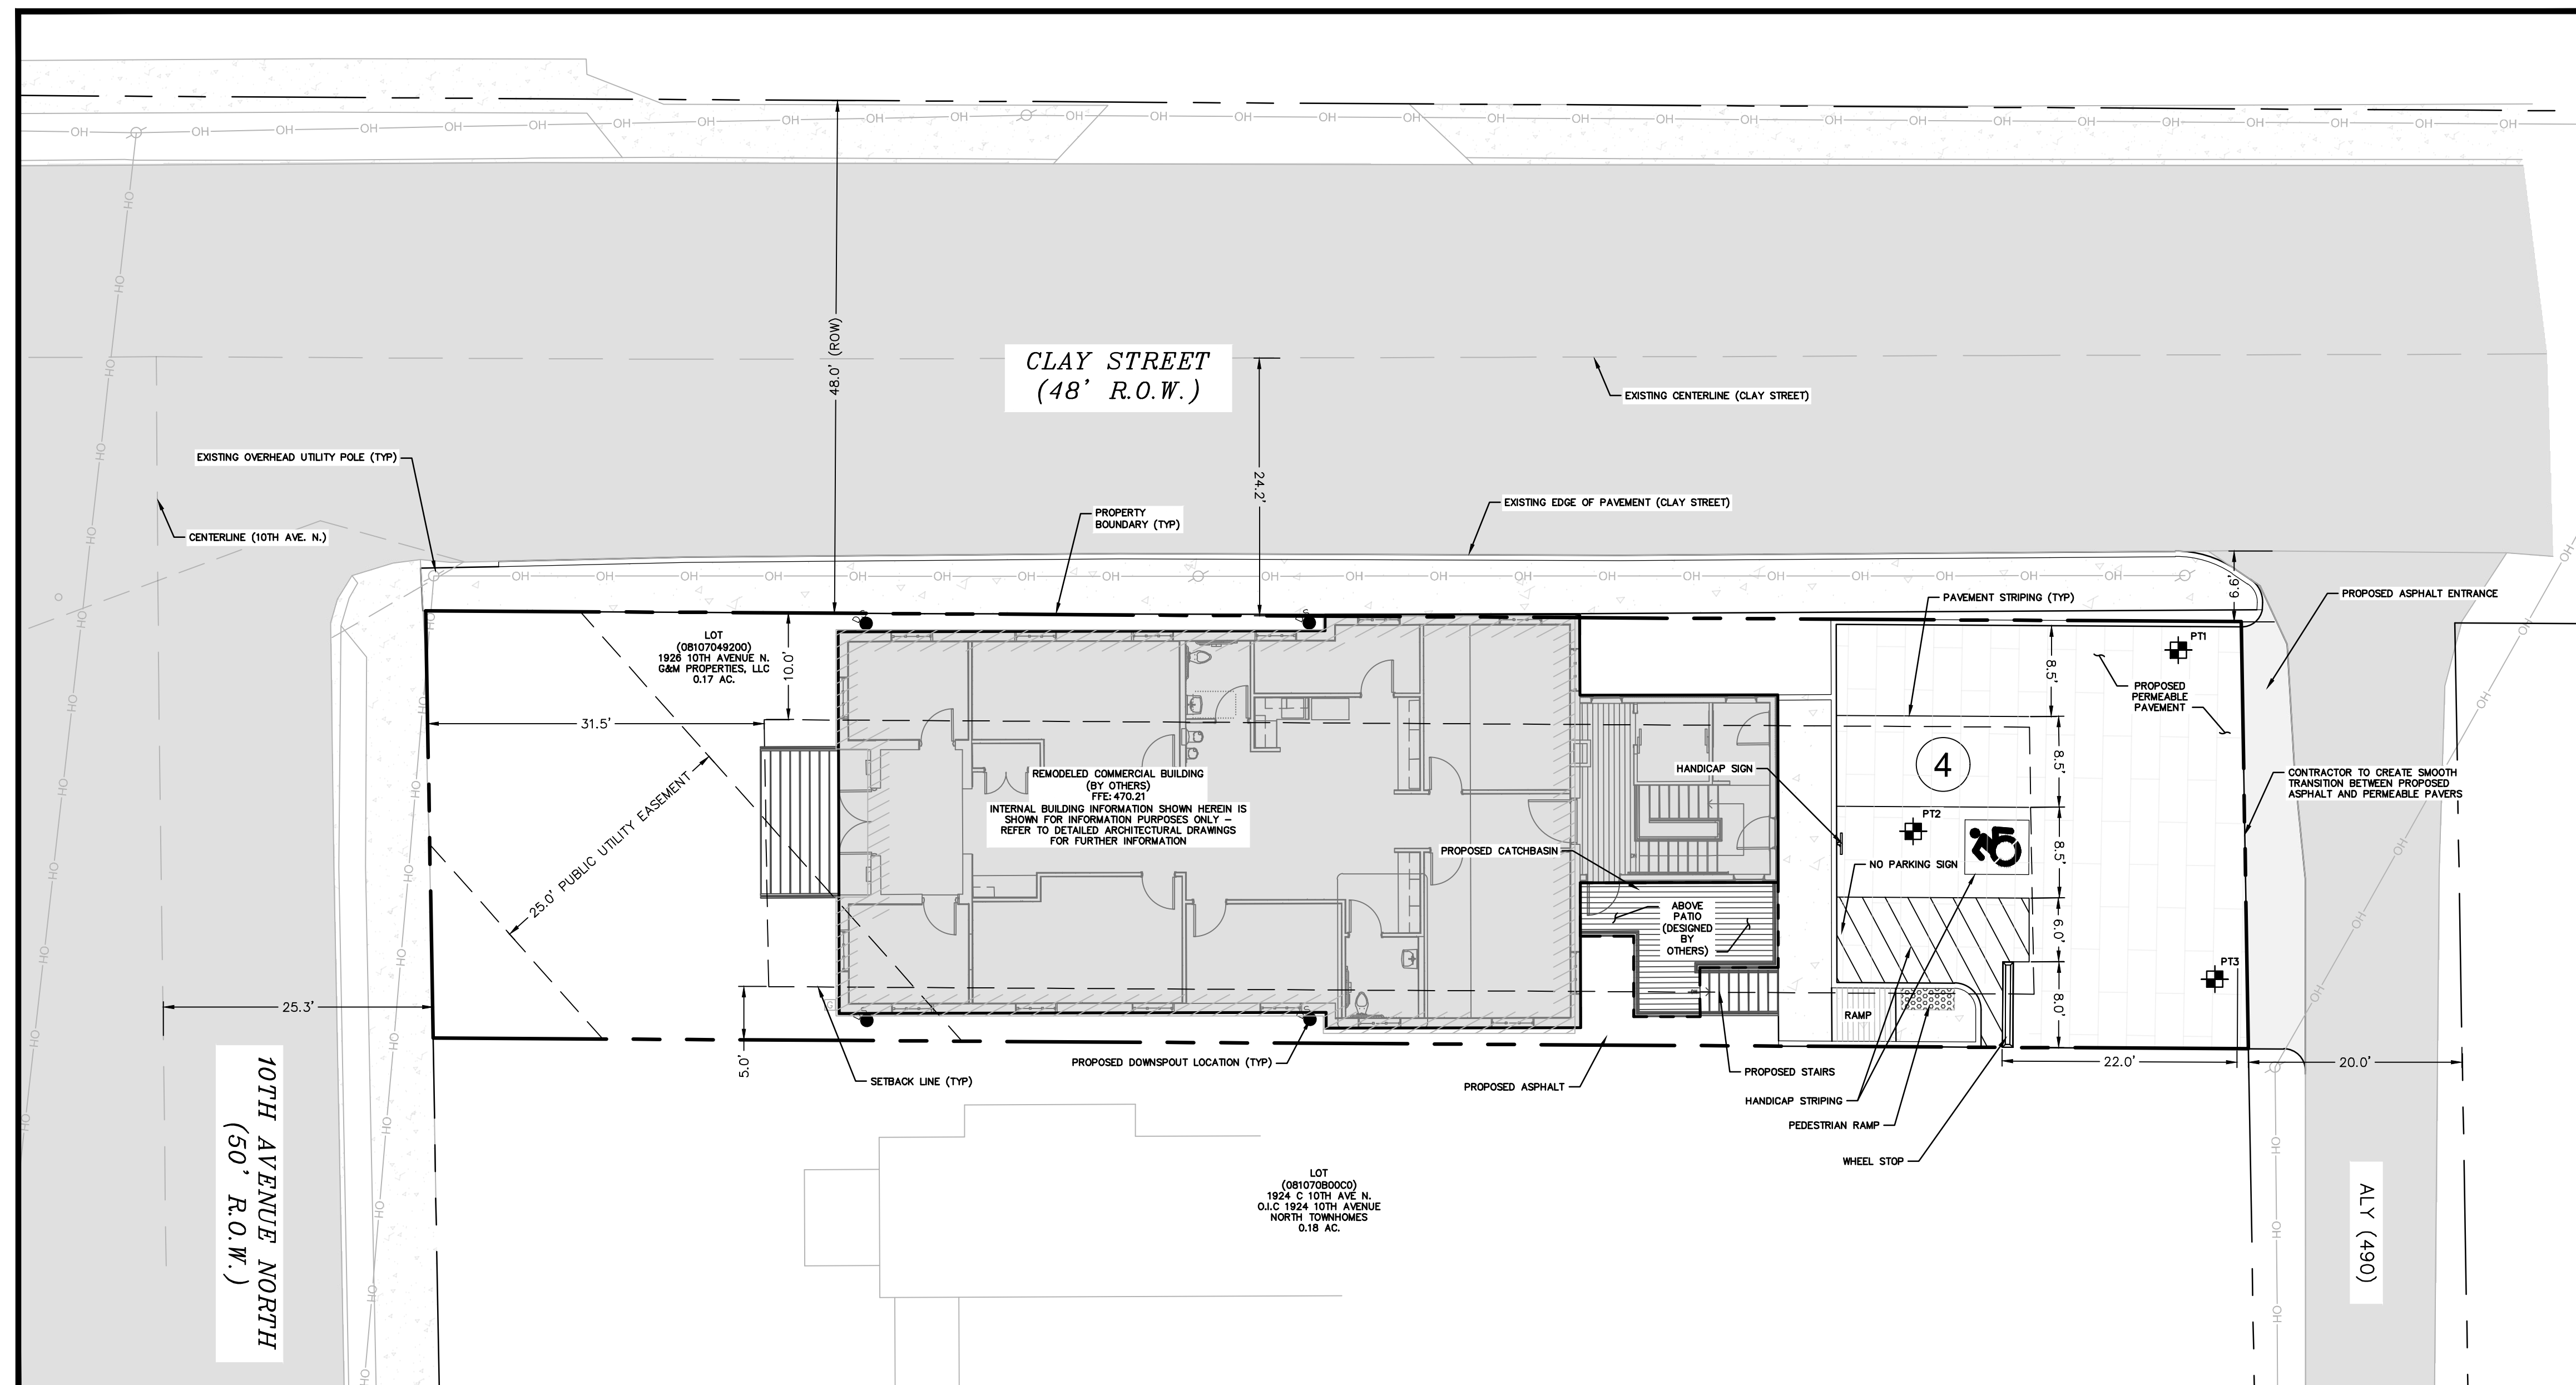 48.0' (ROW)
CLAY STREET
(48' R.O.W.)
EXISTING CENTERLINE (CLAY STREET)
24.2'
EXISTING OVERHEAD UTILITY POLE (TYP)
CENTERLINE (10TH AVE. N.)
PROPERTY
BOUNDARY (TYP)
EXISTING EDGE OF PAVEMENT (CLAY STREET)
9.9'
PROPOSED ASPHALT ENTRANCE
PAVEMENT STRIPING (TYP)
LOT
(08107049200)
1926 10TH AVENUE N.
G&M PROPERTIES, LLC
0.17 AC.
10.0'
31.5'
25.0' PUBLIC UTILITY EASEMENT
REMODELED COMMERCIAL BUILDING
(BY OTHERS)
FFE: 470.21
INTERNAL BUILDING INFORMATION SHOWN HEREIN IS
SHOWN FOR INFORMATION PURPOSES ONLY –
REFER TO DETAILED ARCHITECTURAL DRAWINGS
FOR FURTHER INFORMATION
PT1
8.5'
PROPOSED
PERMEABLE
PAVEMENT
HANDICAP SIGN
4
8.5'
CONTRACTOR TO CREATE SMOOTH
TRANSITION BETWEEN PROPOSED
ASPHALT AND PERMEABLE PAVERS
PT2
8.5'
PROPOSED CATCHBASIN
NO PARKING SIGN
ABOVE
PATIO
(DESIGNED
BY
OTHERS)
6.0'
PT3
8.0'
RAMP
25.3'
5.0'
SETBACK LINE (TYP)
PROPOSED DOWNSPOUT LOCATION (TYP)
PROPOSED ASPHALT
PROPOSED STAIRS
HANDICAP STRIPING
PEDESTRIAN RAMP
WHEEL STOP
22.0'
20.0'
10TH AVENUE NORTH
(50' R.O.W.)
LOT
(081070B00C0)
1924 C 10TH AVE N.
O.I.C 1924 10TH AVENUE
NORTH TOWNHOMES
0.18 AC.
ALY (490)
OH